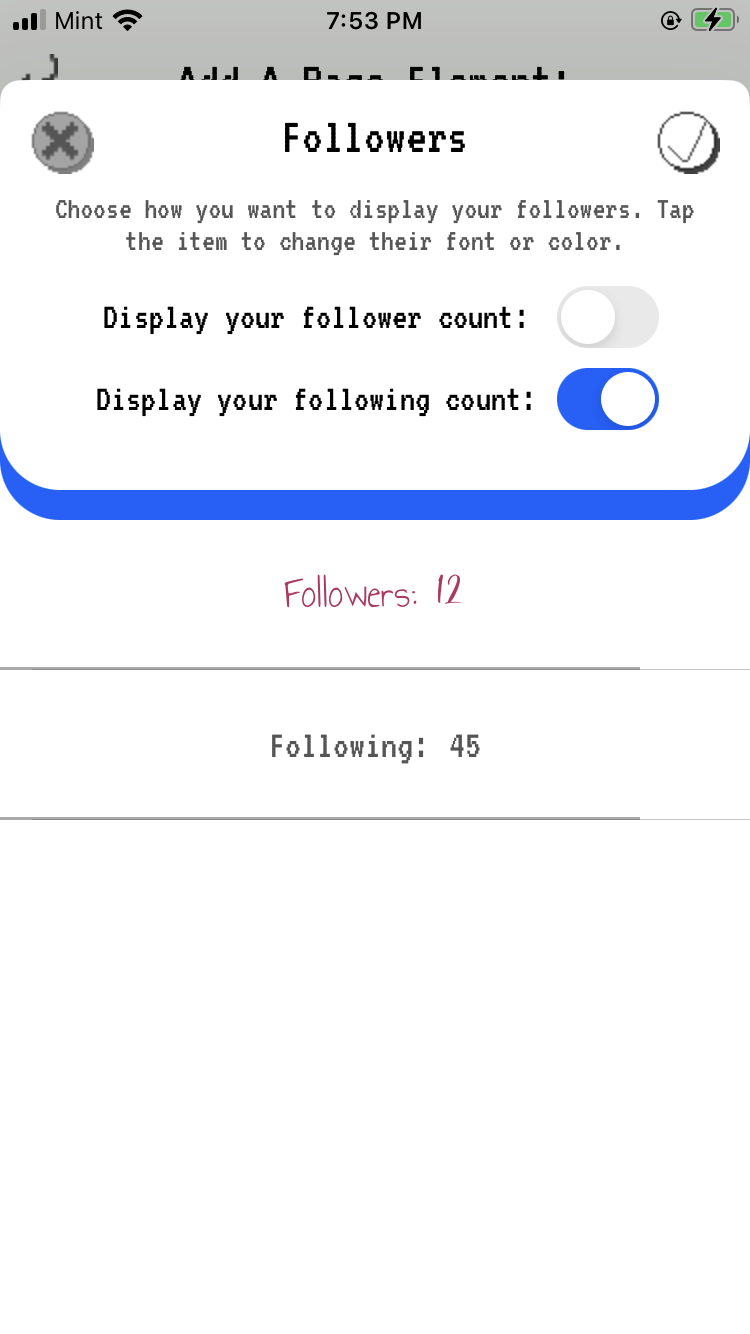 Mint
7:53 PM
Add A Page Element:
Followers
Choose how you want to display your followers. Tap
the item to change their font or color.
Display your follower count:
Display your following count:
Followers: 12
Following: 45